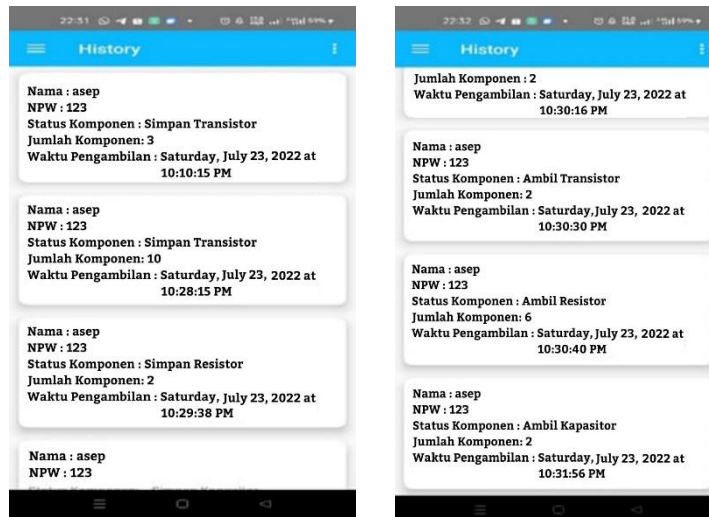 22:31
History
Nama : asep
NPW : 123
Status Komponen : Simpan Transistor
Jumlah Komponen: 3
Waktu Pengambilan : Saturday, July 23, 2022 at
10:10:15 PM
Nama : asep
NPW : 123
Status Komponen : Simpan Transistor
Jumlah Komponen: 10
Waktu Pengambilan : Saturday, July 23, 2022 at
10:28:15 PM
Nama : asep
NPW : 123
Status Komponen : Simpan Resistor
Jumlah Komponen: 2
Waktu Pengambilan : Saturday, July 23, 2022 at
10:29:38 PM
Nama : asep
NPW : 123
22:32
History
Jumlah Komponen : 2
Waktu Pengambilan : Saturday, July 23, 2022 at
10:30:16 PM
Nama : asep
NPW : 123
Status Komponen : Ambil Transistor
Jumlah Komponen: 2
Waktu Pengambilan : Saturday, July 23, 2022 at
10:30:30 PM
Nama : asep
NPW : 123
Status Komponen : Ambil Resistor
Jumlah Komponen: 6
Waktu Pengambilan : Saturday, July 23, 2022 at
10:30:40 PM
Nama : asep
NPW : 123
Status Komponen : Ambil Kapasitor
Jumlah Komponen: 2
Waktu Pengambilan : Saturday, July 23, 2022 at
10:31:56 PM